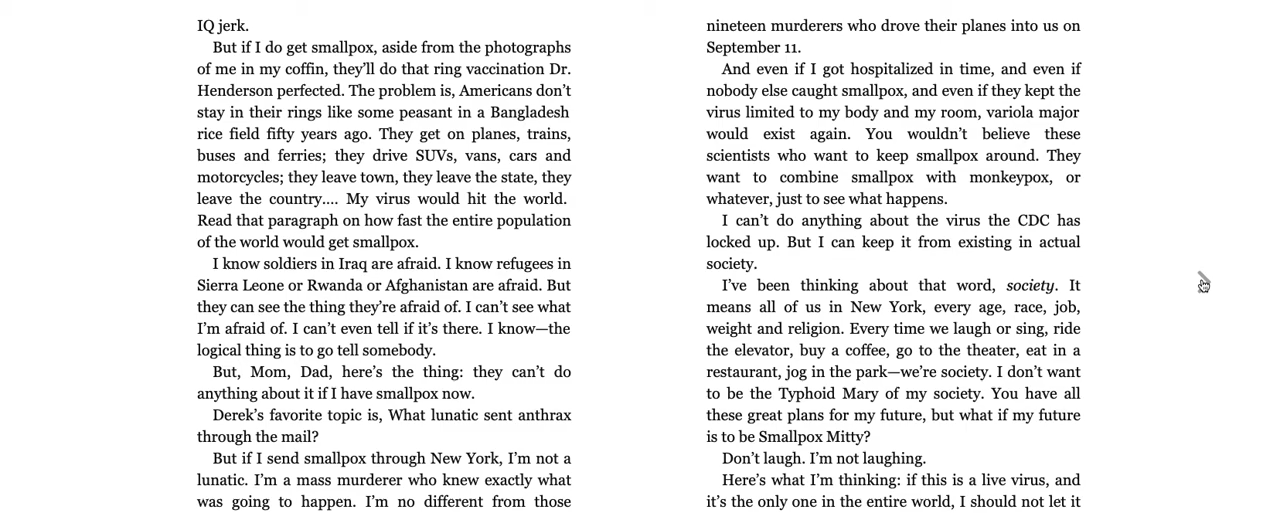 IQ jerk.
But if I do get smallpox, aside from the photographs
of me in my coffin, they’ll do that ring vaccination Dr.
Henderson perfected. The problem is, Americans don’t
stay in their rings like some peasant in a Bangladesh
rice field fifty years ago. They get on planes, trains,
buses and ferries; they drive SUVs, vans, cars and
motorcycles; they leave town, they leave the state, they
leave the country.... My virus would hit the world.
Read that paragraph on how fast the entire population
of the world would get smallpox.
I know soldiers in Iraq are afraid. I know refugees in
Sierra Leone or Rwanda or Afghanistan are afraid. But
they can see the thing they’re afraid of. I can’t see what
I’m afraid of. I can’t even tell if it’s there. I know—the
logical thing is to go tell somebody.
But, Mom, Dad, here’s the thing: they can’t do
anything about it if I have smallpox now.
Derek’s favorite topic is, What lunatic sent anthrax
through the mail?
But if I send smallpox through New York, I’m not a
lunatic. I’m a mass murderer who knew exactly what
was going to happen. I’m no different from those
nineteen murderers who drove their planes into us on
September 11.
And even if I got hospitalized in time, and even if
nobody else caught smallpox, and even if they kept the
virus limited to my body and my room, variola major
would exist again. You wouldn’t believe these
scientists who want to keep smallpox around. They
want to combine smallpox with monkeypox, or
whatever, just to see what happens.
I can’t do anything about the virus the CDC has
locked up. But I can keep it from existing in actual
society.
I’ve been thinking about that word, society. It
means all of us in New York, every age, race, job,
weight and religion. Every time we laugh or sing, ride
the elevator, buy a coffee, go to the theater, eat in a
restaurant, jog in the park—we’re society. I don’t want
to be the Typhoid Mary of my society. You have all
these great plans for my future, but what if my future
is to be Smallpox Mitty?
Don’t laugh. I’m not laughing.
Here’s what I’m thinking: if this is a live virus, and
it’s the only one in the entire world, I should not let it